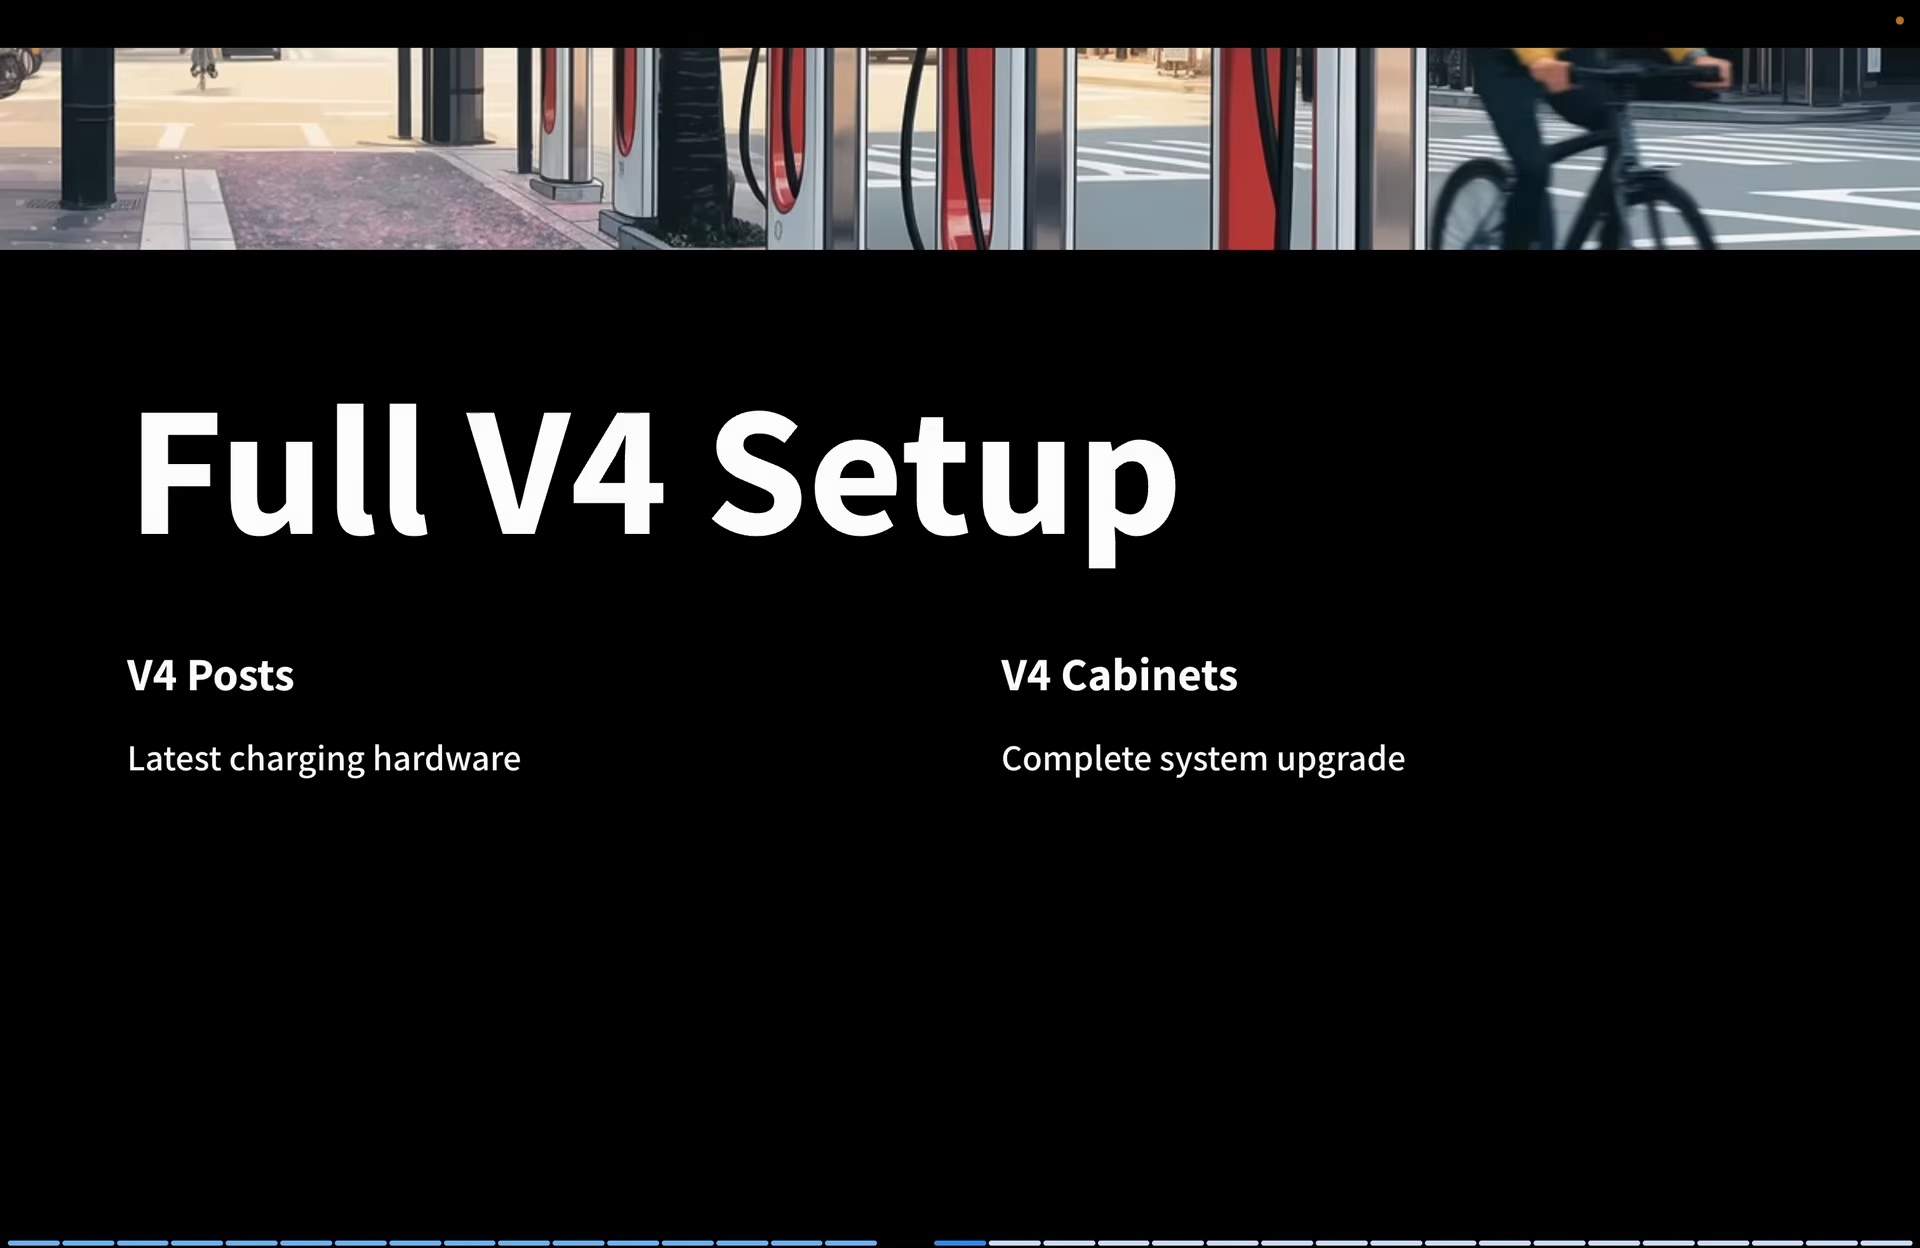 Full V4 Setup
V4 Posts
Latest charging hardware
V4 Cabinets
Complete system upgrade